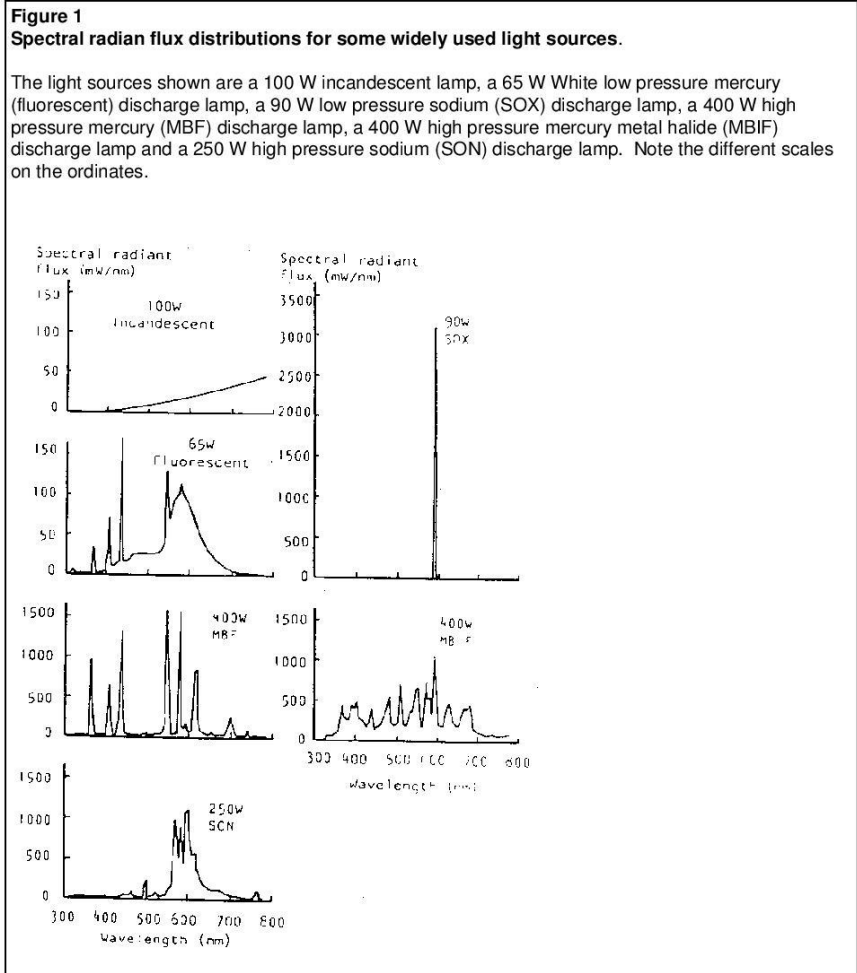 Figure 1
Spectral radian flux distributions for some widely used light sources.
The light sources shown are a 100 W incandescent lamp, a 65 W White low pressure mercury
(fluorescent) discharge lamp, a 90 W low pressure sodium (SOX) discharge lamp, a 400 W high
pressure mercury (MBF) discharge lamp, a 400 W high pressure mercury metal halide (MBIF)
discharge lamp and a 250 W high pressure sodium (SON) discharge lamp.  Note the different scales
on the ordinates.
Spectral radiant
flux (mW/nm)
150
100W
Incandescent
100
50
0
Spectral radiant
flux (mW/nm)
3500
90W
SOX
3000
2500
2000
1500
1000
500
0
150
65W
Fluorescent
100
50
0
1500
400W
MBF
1000
500
0
1500
400W
1000
500
0
300 400 500 600 700 800
Wavelength (nm)
1500
250W
1000
500
0
300 400 500 600 700 800
Wavelength (nm)